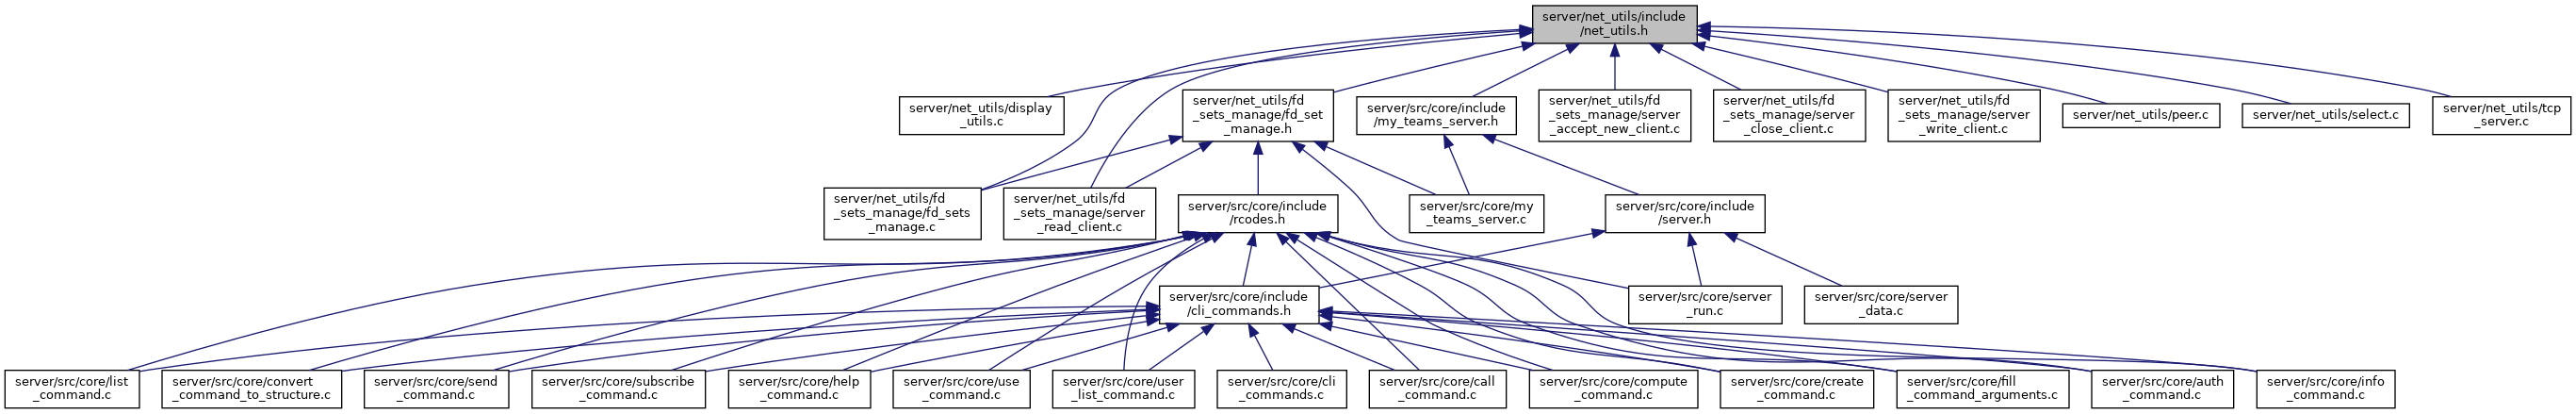 server/net_utils/include
/net_utils.h
server/net_utils/display
_utils.c
server/net_utils/fd
_sets_manage/fd_set
_manage.h
server/src/core/include
/my_teams_server.h
server/net_utils/fd
_sets_manage/server
_accept_new_client.c
server/net_utils/fd
_sets_manage/server
_close_client.c
server/net_utils/fd
_sets_manage/server
_write_client.c
server/net_utils/peer.c
server/net_utils/select.c
server/net_utils/tcp
_server.c
server/net_utils/fd
_sets_manage/fd_sets
_manage.c
server/net_utils/fd
_sets_manage/server
_read_client.c
server/src/core/include
/rcodes.h
server/src/core/my
_teams_server.c
server/src/core/include
/server.h
server/src/core/include
/cli_commands.h
server/src/core/server
_run.c
server/src/core/server
_data.c
server/src/core/list
_command.c
server/src/core/convert
_command_to_structure.c
server/src/core/send
_command.c
server/src/core/subscribe
_command.c
server/src/core/help
_command.c
server/src/core/use
_command.c
server/src/core/user
_list_command.c
server/src/core/cli
_commands.c
server/src/core/call
_command.c
server/src/core/compute
_command.c
server/src/core/create
_command.c
server/src/core/fill
_command_arguments.c
server/src/core/auth
_command.c
server/src/core/info
_command.c